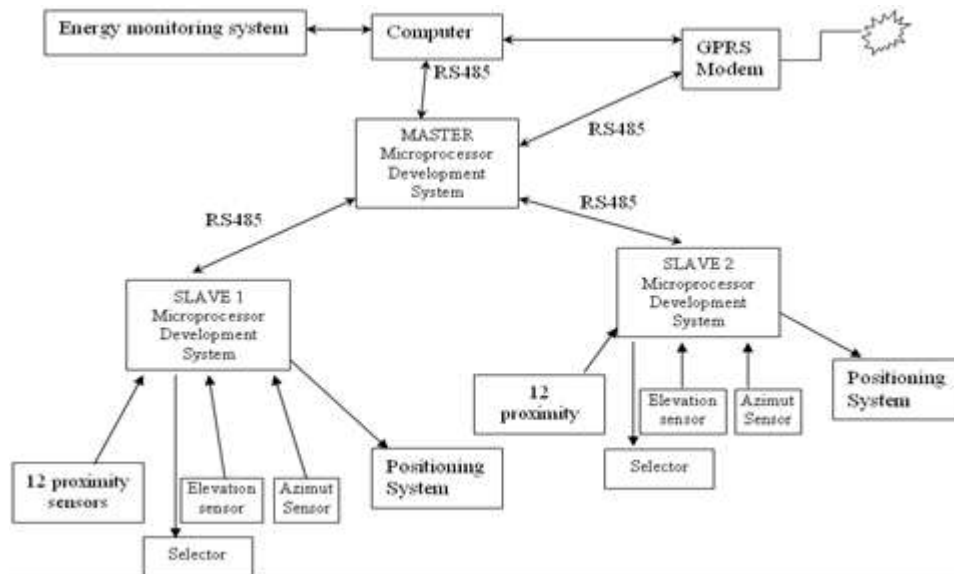 Energy monitoring system
Computer
GPRS
Modem
RS485
RS485
MASTER
Microprocessor
Development
System
RS485
RS485
SLAVE 1
Microprocessor
Development
System
SLAVE 2
Microprocessor
Development
System
12 proximity
sensors
Elevation
sensor
Azimut
Sensor
Positioning
System
Selector
12
proximity
Elevation
sensor
Azimut
Sensor
Positioning
System
Selector